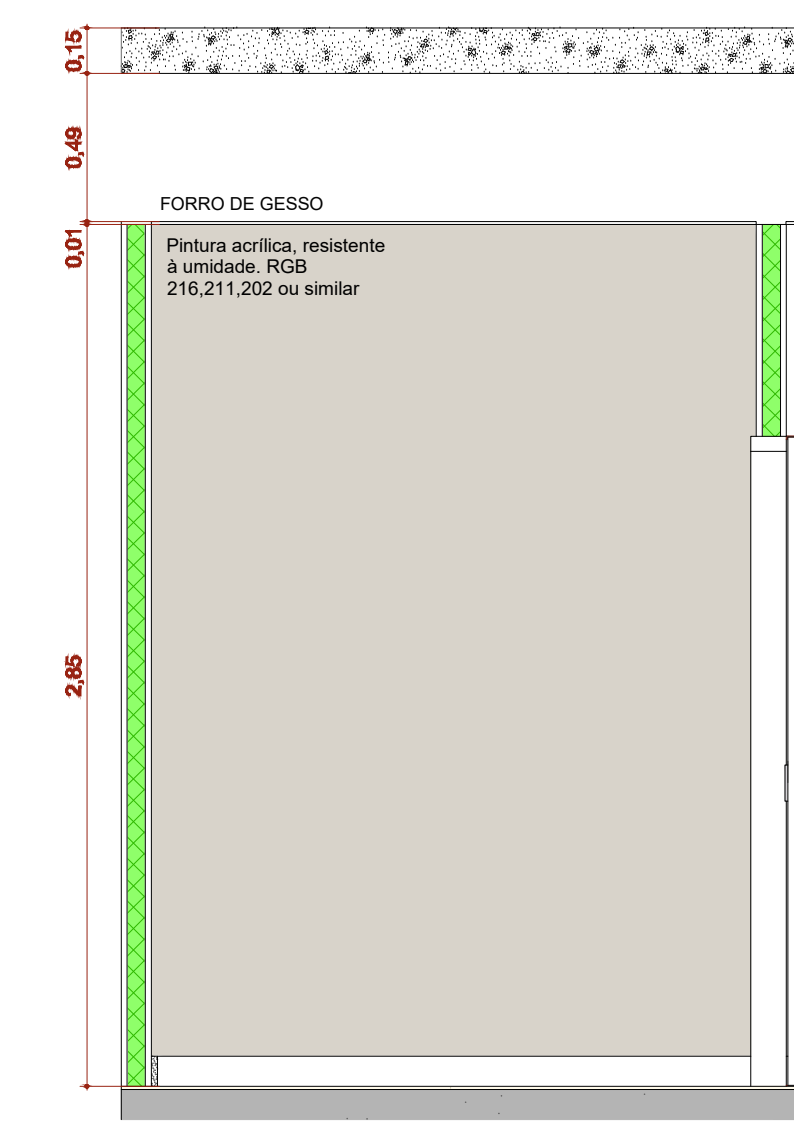 0,15
0,49
FORRO DE GESSO
0,01
Pintura acrílica, resistente
à umidade. RGB
216,211,202 ou similar
2,85